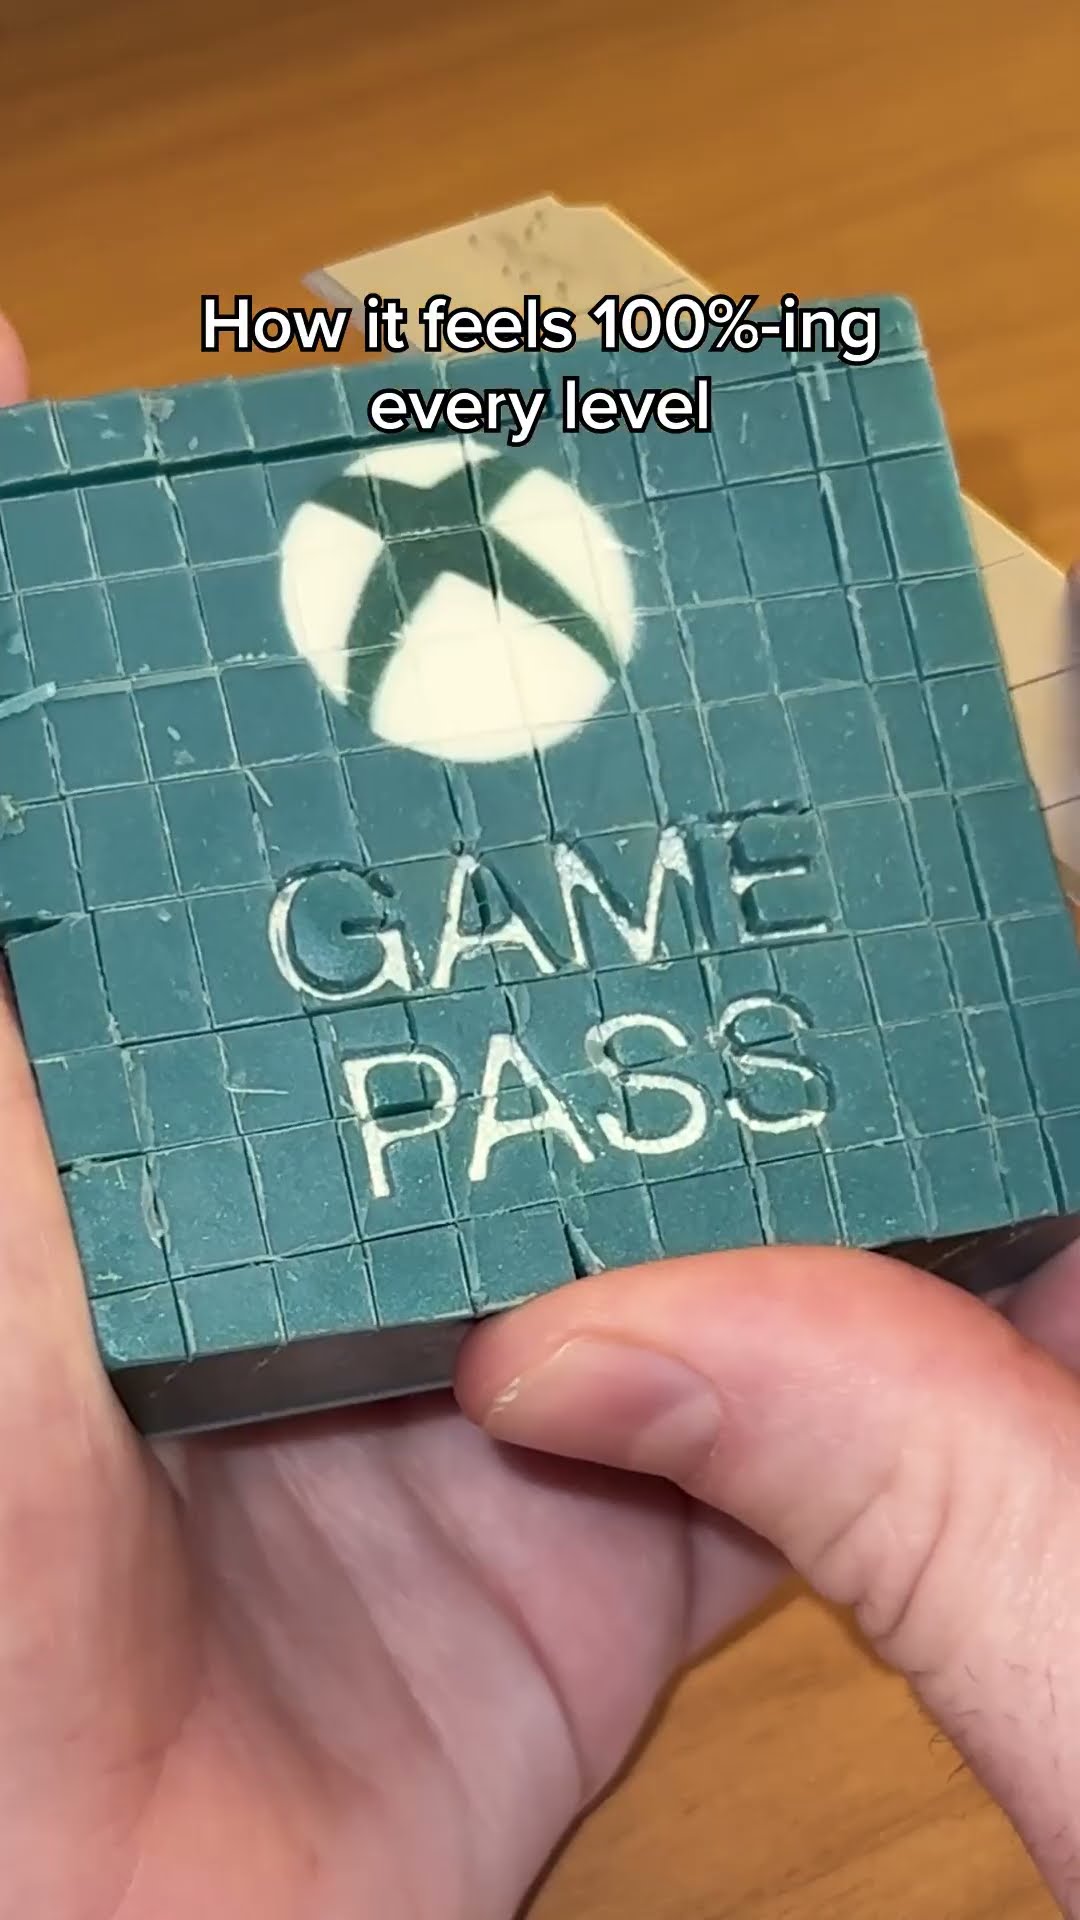 How it feels 100%-ing
every level
GAME
PASS